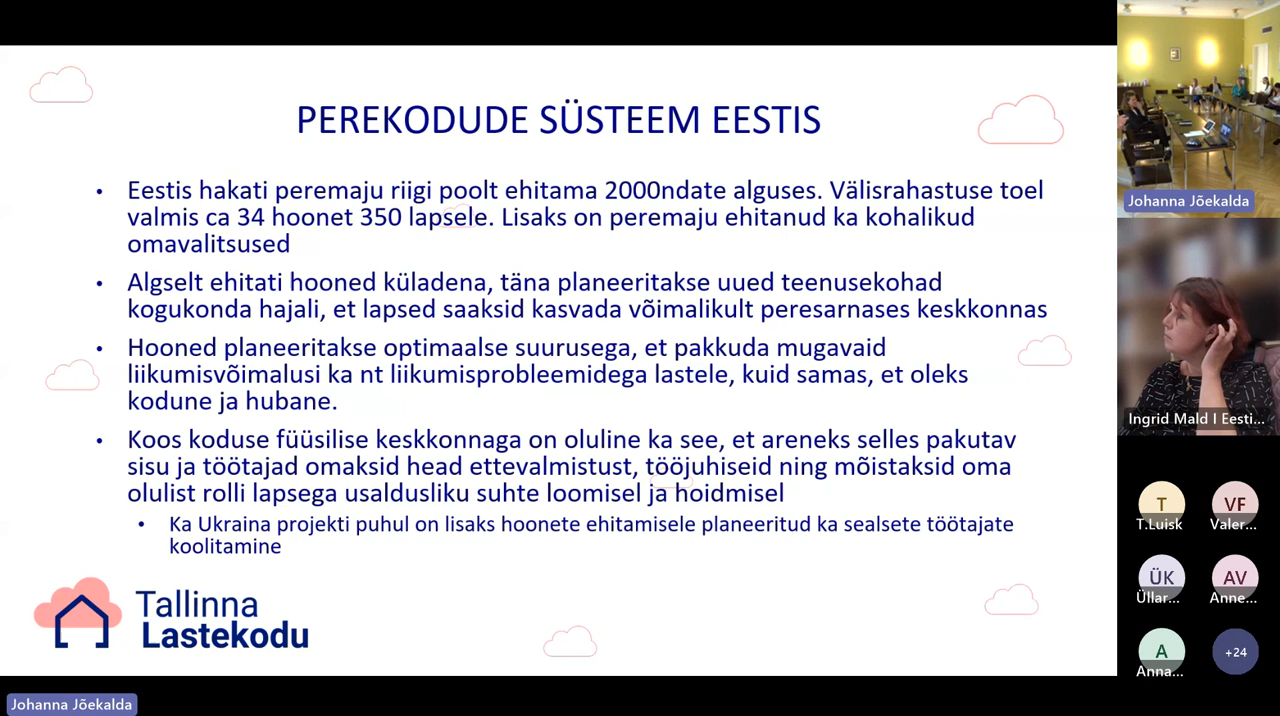 PEREKODUDE SÜSTEEM EESTIS
• Eestis hakati peremaju riigi poolt ehitama 2000ndate alguses. Välisrahastuse toel
valmis ca 34 hoonet 350 lapsele. Lisaks on peremaju ehitanud ka kohalikud
omavalitsused
• Algselt ehitati hooned küladena, täna planeeritakse uued teenusekohad
kogukonda hajali, et lapsed saaksid kasvada võimalikult peresarnases keskkonnas
• Hooned planeeritakse optimaalse suurusega, et pakkuda mugavaid
liikumisvõimalusi ka nt liikumisprobleemidega lastele, kuid samas, et oleks
kodune ja hubane.
• Koos koduse füüsilise keskkonnaga on oluline ka see, et areneks selles pakutav
sisu ja töötajad omaksid head ettevalmistust, tööjuhiseid ning mõistaksid oma
olulist rolli lapsega usaldusliku suhte loomisel ja hoidmisel
• Ka Ukraina projekti puhul on lisaks hoonete ehitamisele planeeritud ka sealsete töötajate
koolitamine
Tallinna
Lastekodu
Johanna Jõekalda
Johanna Jõekalda
Ingrid Mald I Eesti...
T
VF
T.Luisk
Valer...
ÜK
AV
Üllar...
Anne...
A
+24
Anna...